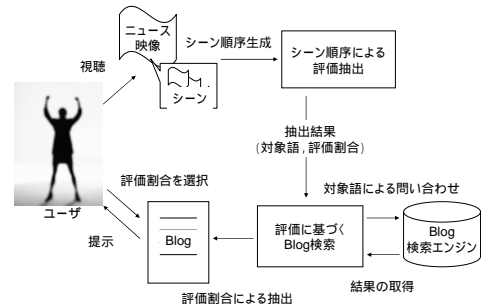 ニュース
映像
シーン順序生成
シーン順序による
評価抽出
視聴
シーン
抽出結果
(対象語,評価割合)
評価割合を選択
対象語による問い合わせ
ユーザ
提示
Blog
評価に基づく
Blog検索
Blog
検索エンジン
結果の取得
評価割合による抽出